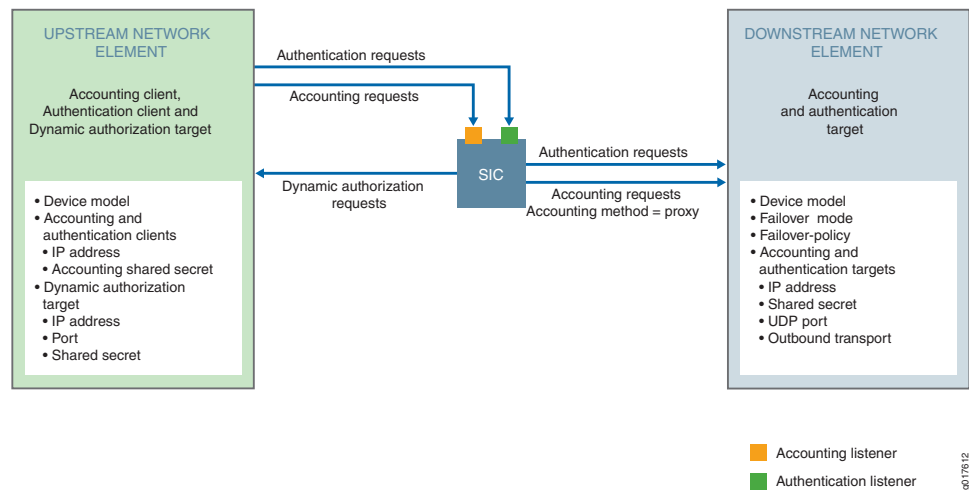 UPSTREAM NETWORK
ELEMENT
Accounting client,
Authentication client and
Dynamic authorization target
• Device model
• Accounting and
authentication clients
• IP address
• Accounting shared secret
• Dynamic authorization
target
• IP address
• Port
• Shared secret
Authentication requests
Accounting requests
Dynamic authorization
requests
SIC
Authentication requests
Accounting requests
Accounting method = proxy
DOWNSTREAM NETWORK
ELEMENT
Accounting
and authentication
target
• Device model
• Failover mode
• Failover-policy
• Accounting and
authentication targets
• IP address
• Shared secret
• UDP port
• Outbound transport
Accounting listener
Authentication listener
g017612